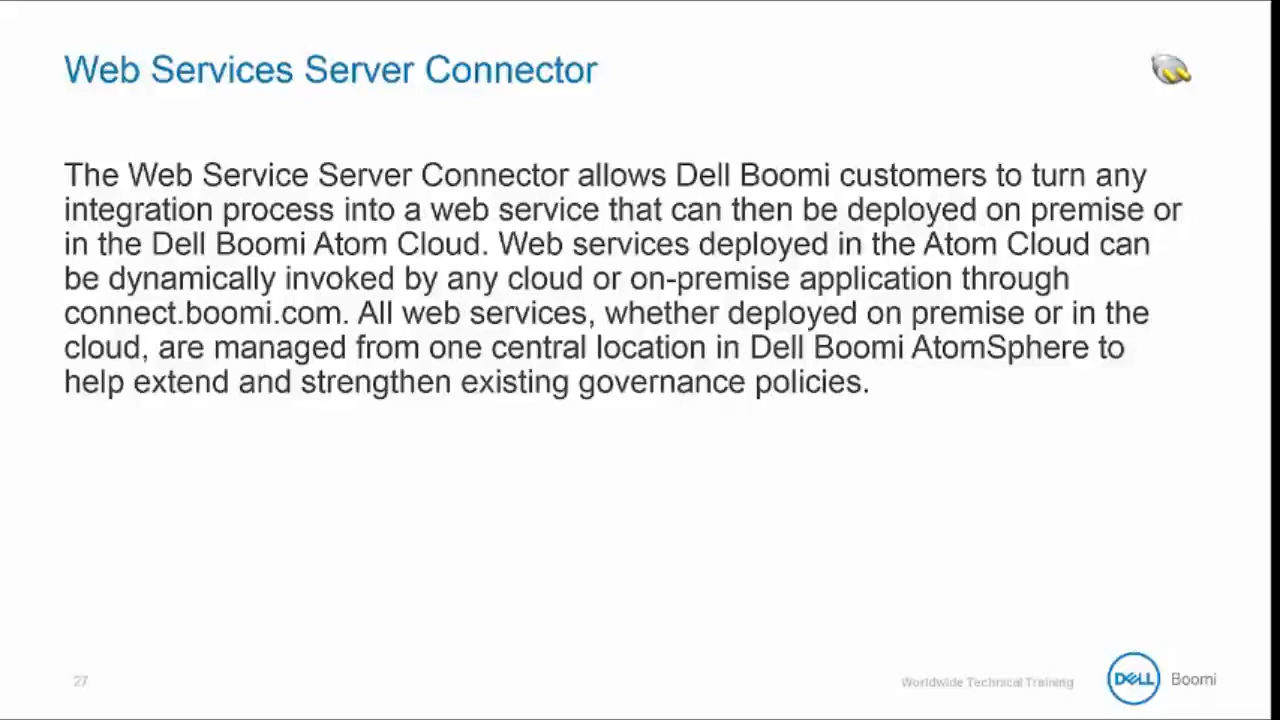 Web Services Server Connector
The Web Service Server Connector allows Dell Boomi customers to turn any
integration process into a web service that can then be deployed on premise or
in the Dell Boomi Atom Cloud. Web services deployed in the Atom Cloud can
be dynamically invoked by any cloud or on-premise application through
connect.boomi.com. All web services, whether deployed on premise or in the
cloud, are managed from one central location in Dell Boomi AtomSphere to
help extend and strengthen existing governance policies.
27
Worldwide Technical Training
DELL Boomi